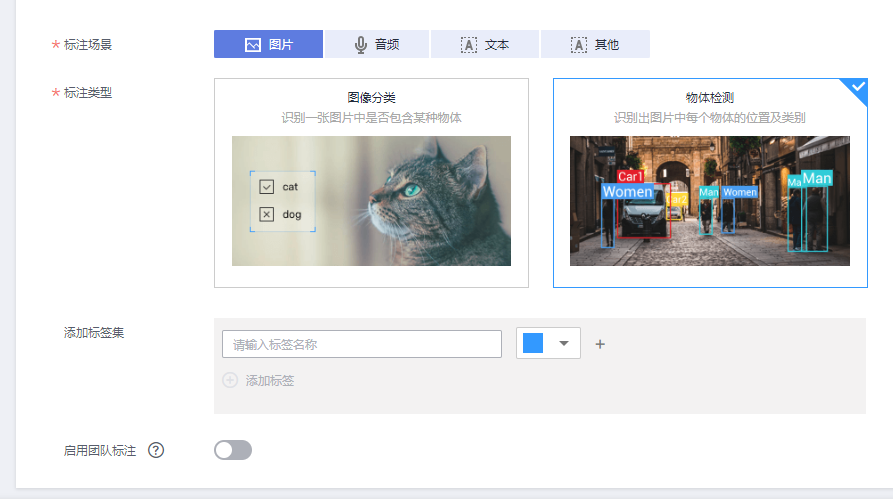 * 标注场景
图片
音频
A 文本
A 其他
* 标注类型
图像分类
识别一张图片中是否包含某种物体
cat
dog
物体检测
识别出图片中每个物体的位置及类别
Car1
Women
Man
Women
Man
添加标签集
请输入标签名称
+
添加标签
启用团队标注 ?